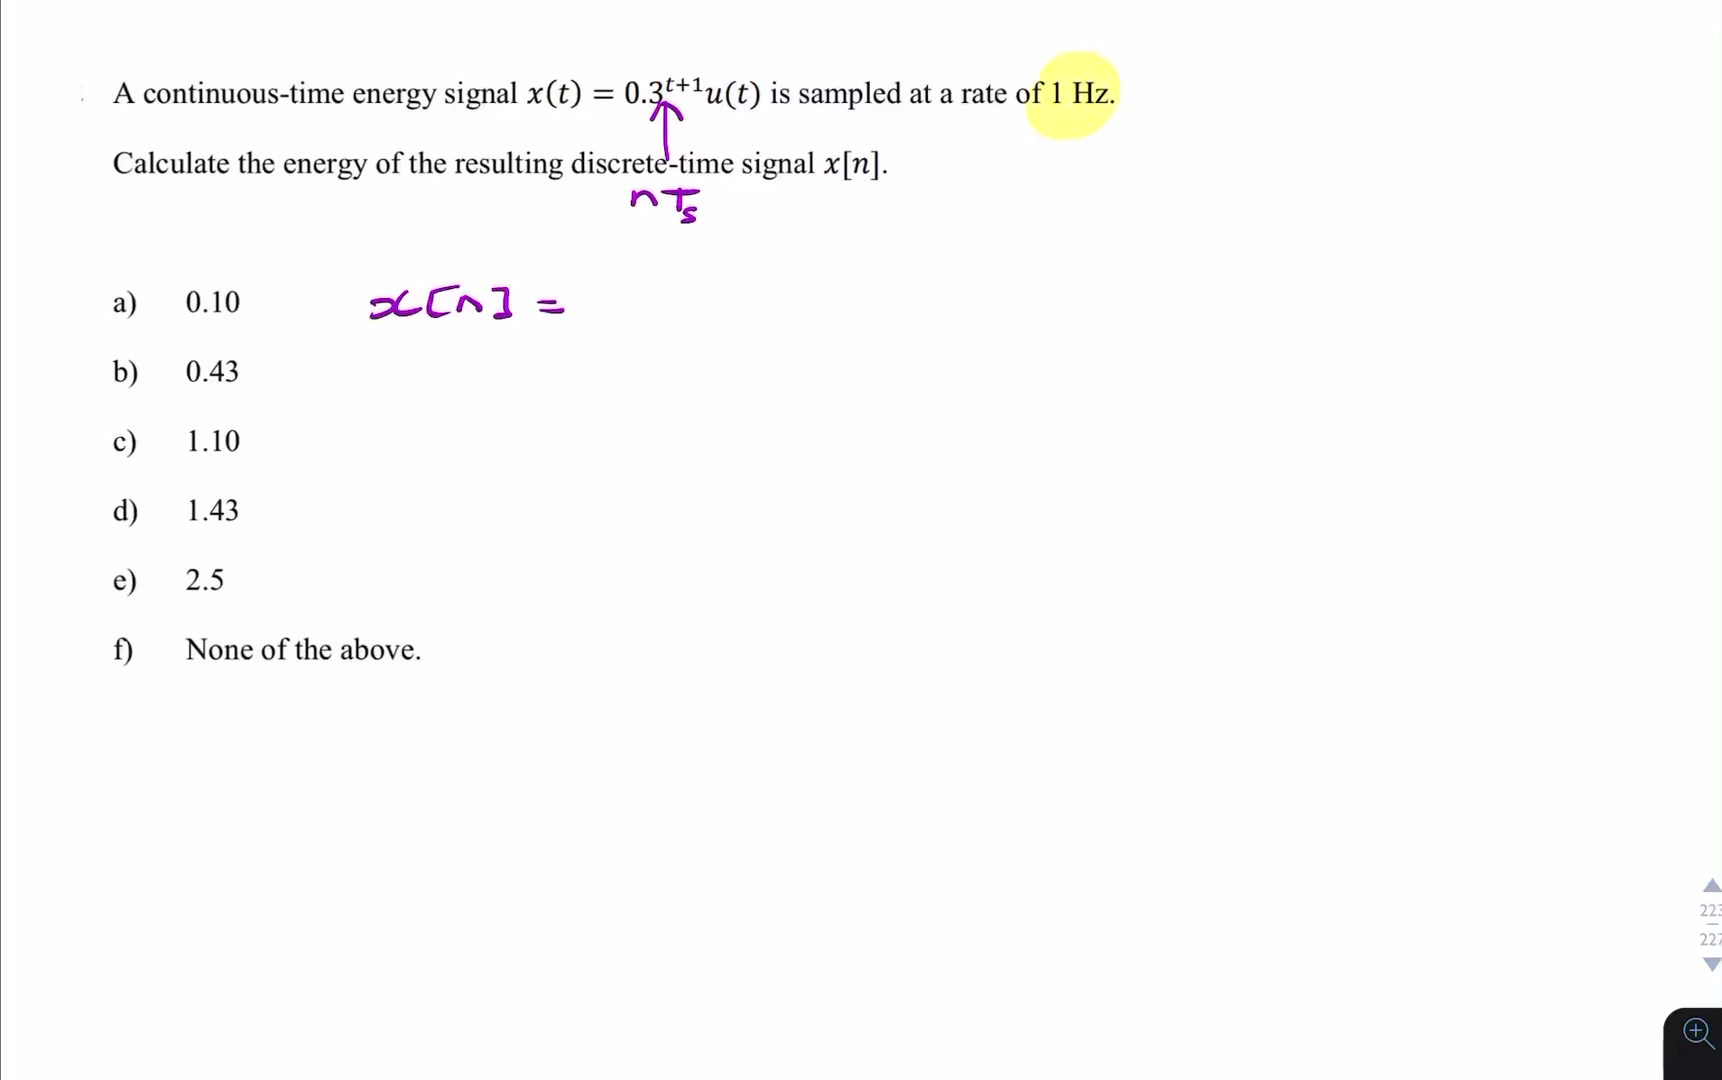 A continuous-time energy signal x(t) = 0.3^{t+1}u(t) is sampled at a rate of 1 Hz.
Calculate the energy of the resulting discrete-time signal x[n].
nTs
a) 0.10
x[n] =
b) 0.43
c) 1.10
d) 1.43
e) 2.5
f) None of the above.